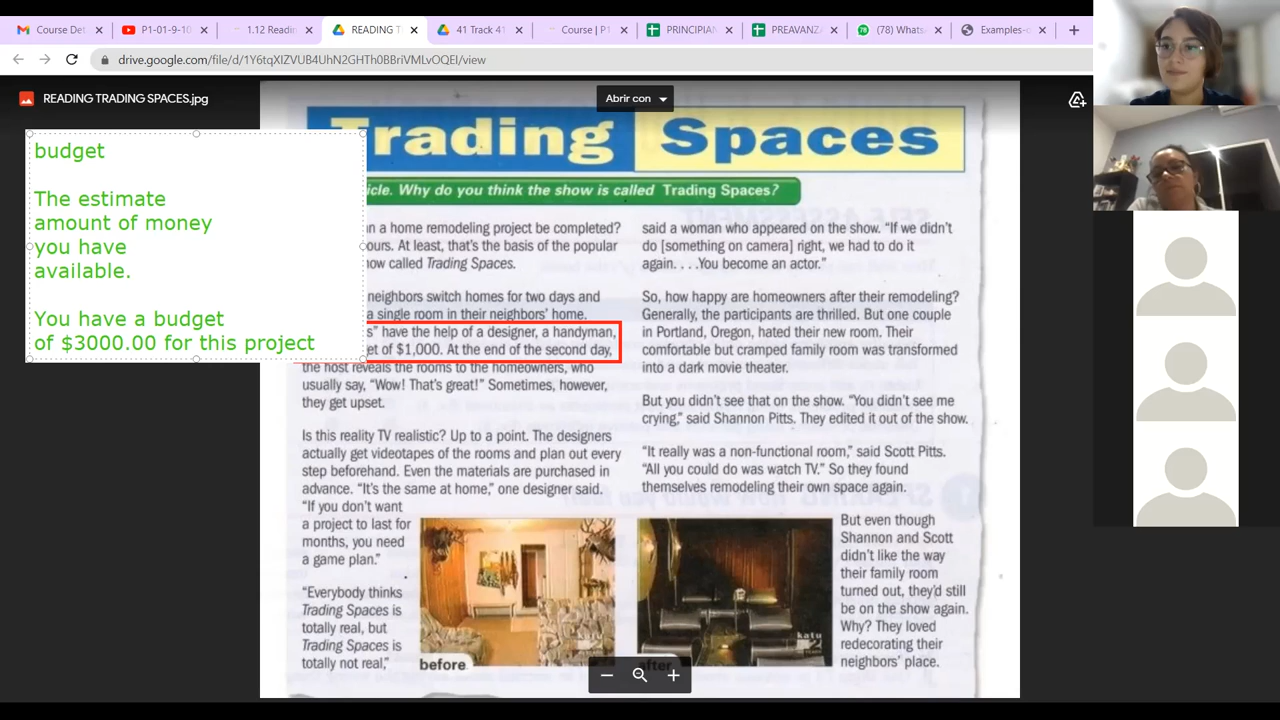 Course Det
P1-01-9-10
1.12 Readin
READING T
41 Track 41
Course | P1
PRINCIPIAN
PREAVANZA
(78) Whats
Examples-o
drive.google.com/file/d/1Y6tqXIZVUB4UhN2GHTh0BBriVMLvOQEI/view
READING TRADING SPACES.jpg
Abrir con
budget
The estimate
amount of money
you have
available.
You have a budget
of $3000.00 for this project
Trading Spaces
icle. Why do you think the show is called Trading Spaces?
n a home remodeling project be completed?
ours. At least, that's the basis of the popular
ow called Trading Spaces.
neighbors switch homes for two days and
a single room in their neighbors' home.
s" have the help of a designer, a handyman,
et of $1,000. At the end of the second day,
the host reveals the rooms to the homeowners, who
usually say, "Wow! That's great!" Sometimes, however,
they get upset.
Is this reality TV realistic? Up to a point. The designers
actually get videotapes of the rooms and plan out every
step beforehand. Even the materials are purchased in
advance. "It's the same at home," one designer said.
"If you don't want
a project to last for
months, you need
a game plan."
"Everybody thinks
Trading Spaces is
totally real, but
Trading Spaces is
totally not real,"
said a woman who appeared on the show. "If we didn't
do [something on camera] right, we had to do it
again. . . .You become an actor."
So, how happy are homeowners after their remodeling?
Generally, the participants are thrilled. But one couple
in Portland, Oregon, hated their new room. Their
comfortable but cramped family room was transformed
into a dark movie theater.
But you didn't see that on the show. "You didn't see me
crying," said Shannon Pitts. They edited it out of the show.
"It really was a non-functional room," said Scott Pitts.
"All you could do was watch TV." So they found
themselves remodeling their own space again.
But even though
Shannon and Scott
didn't like the way
their family room
turned out, they'd still
be on the show again.
Why? They loved
redecorating their
neighbors' place.
before
after
katu
2